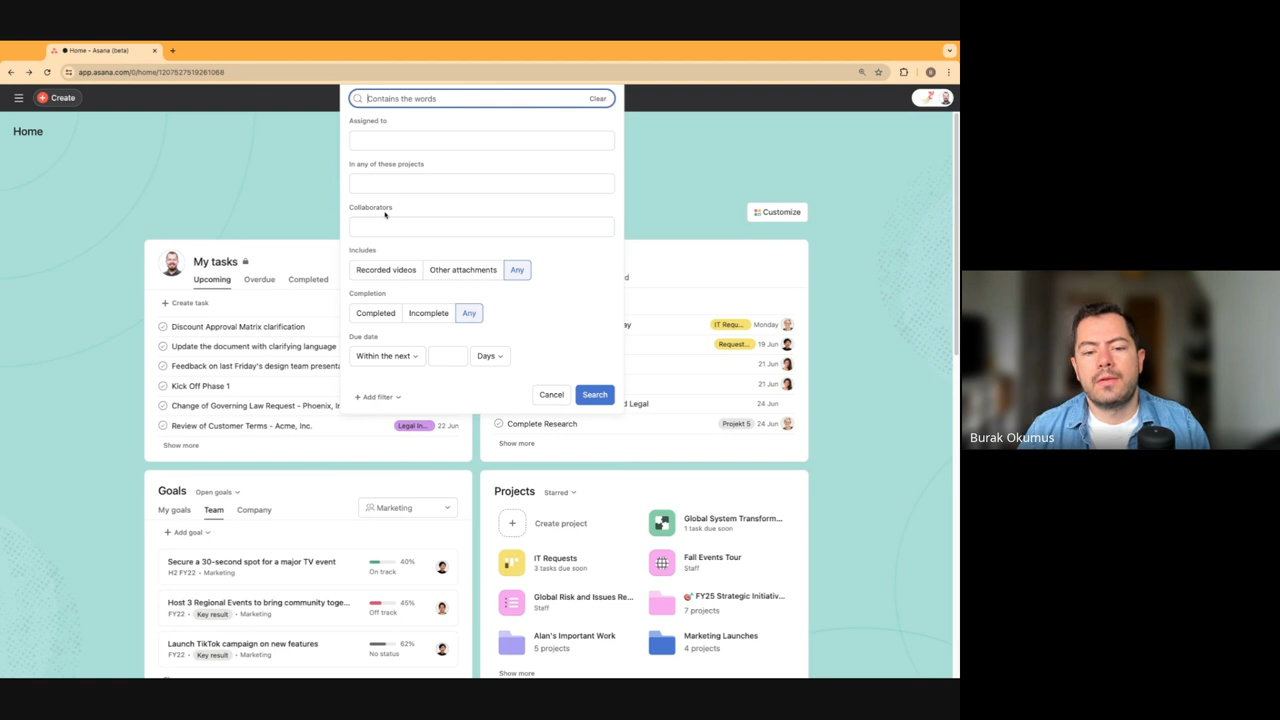 Home – Asana (beta)
app.asana.com/0/home/1207527519261068
Create
Home
Contains the words
Clear
Assigned to
In any of these projects
Collaborators
Includes
Recorded videos
Other attachments
Any
Completion
Completed
Incomplete
Any
Due date
Within the next
Days
+ Add filter
Cancel
Search
Customize
My tasks
Upcoming
Overdue
Completed
+ Create task
Discount Approval Matrix clarification
Update the document with clarifying language
Feedback on last Friday's design team presenta
Kick Off Phase 1
Change of Governing Law Request - Phoenix, In
Review of Customer Terms - Acme, Inc.
Legal in...
22 Jun
Show more
IT Requ...
Monday
Request...
19 Jun
21 Jun
21 Jun
d Legal
24 Jun
Complete Research
Projekt 5
24 Jun
Show more
Goals
Open goals
My goals
Team
Company
Marketing
+ Add goal
Secure a 30-second spot for a major TV event
40%
H2 FY22 • Marketing
On track
Host 3 Regional Events to bring community toge...
45%
FY22 • Key result • Marketing
Off track
Launch TikTok campaign on new features
62%
FY22 • Key result • Marketing
No status
Projects
Starred
Create project
Global System Transform...
1 task due soon
IT Requests
3 tasks due soon
Fall Events Tour
Staff
Global Risk and Issues Re...
Staff
FY25 Strategic Initiativ...
7 projects
Alan's Important Work
5 projects
Marketing Launches
4 projects
Show more
Burak Okumus